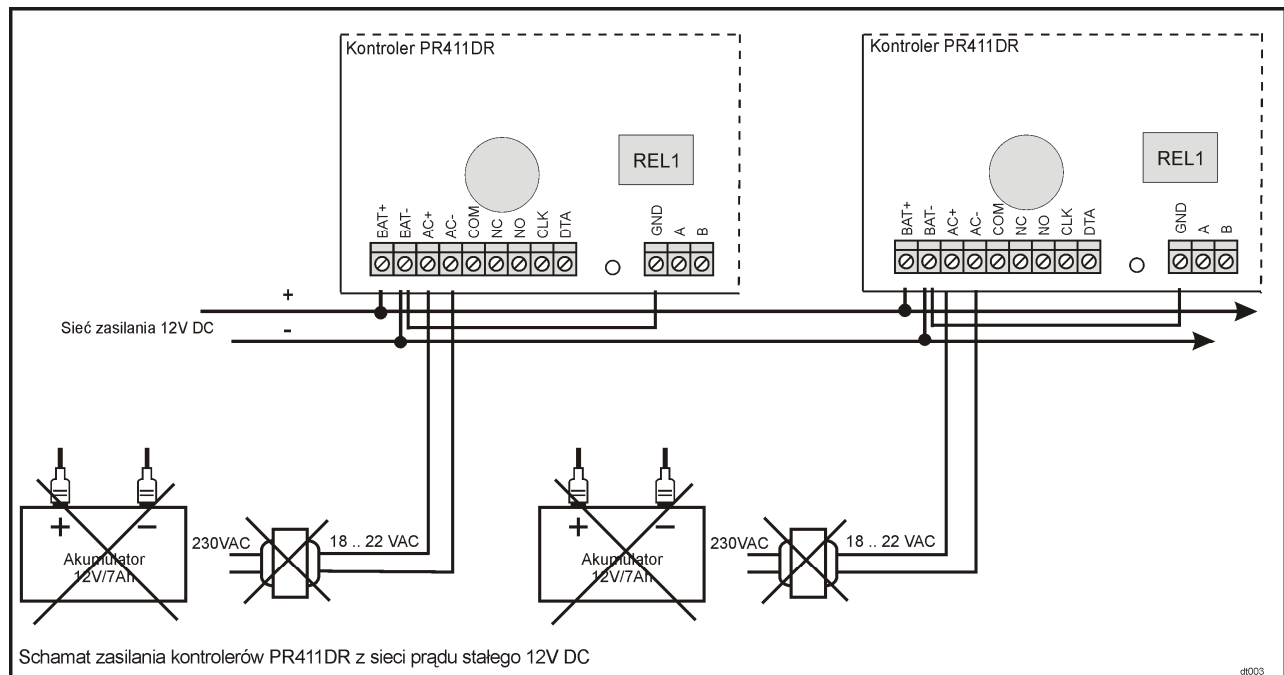 Kontroler PR411DR
REL1
BAT+
BAT-
AC+
AC-
COM
NC
NO
CLK
DTA
GND
A
B
Kontroler PR411DR
REL1
BAT+
BAT-
AC+
AC-
COM
NC
NO
CLK
DTA
GND
A
B
+
Sieć zasilania 12V DC
-
+ -
Akumulator
12V/7Ah
230VAC
18 .. 22 VAC
+ -
Akumulator
12V/7Ah
230VAC
18 .. 22 VAC
Schamat zasilania kontrolerów PR411DR z sieci prądu stałego 12V DC
dt003